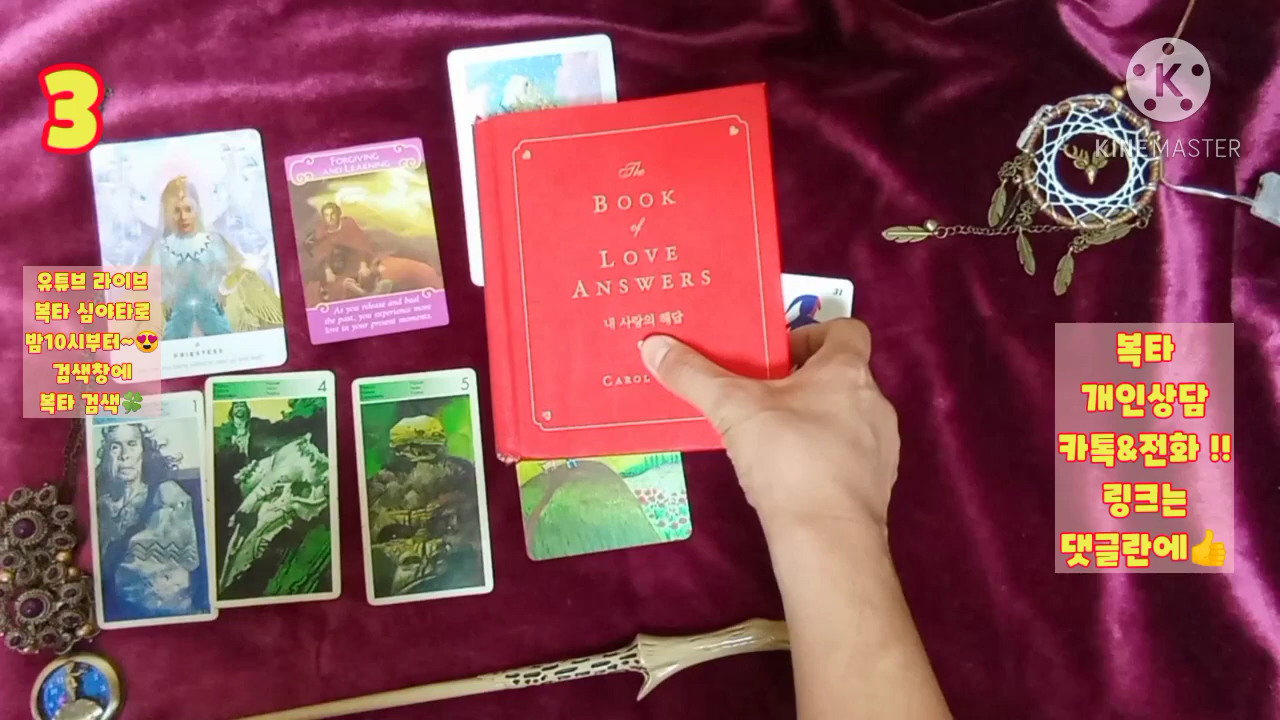 3
KINEMASTER
유튜브 라이브
복타 심야타로
밤10시부터~😍
검색창에
복타 검색🍀
FORGIVING
AND LEARNING
As you release and heal
the past, you experience more
love in your present moments.
PRIESTESS
The
BOOK
of
LOVE
ANSWERS
내 사랑의 해답
CAROL
31
1
4
5
복타
개인상담
카톡&전화 !!
링크는
댓글란에👍